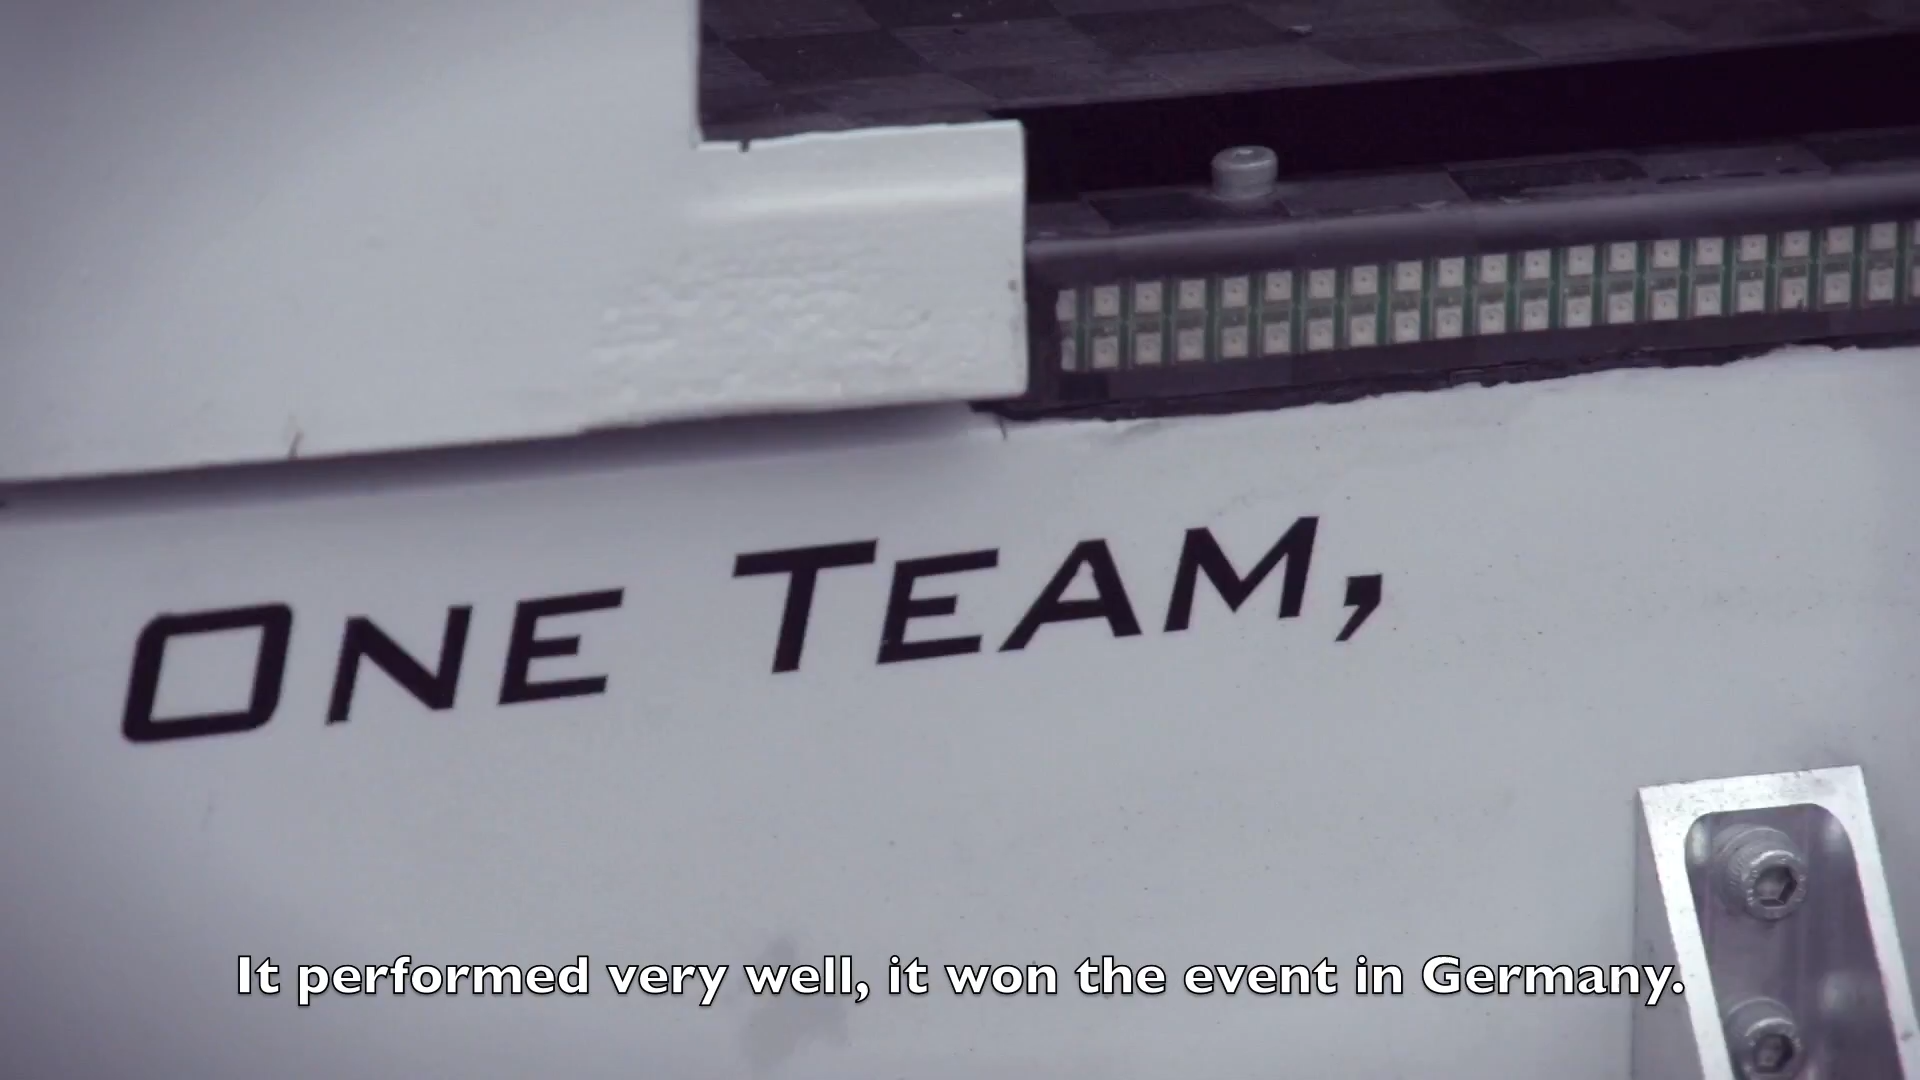 One Team,
It performed very well, it won the event in Germany.